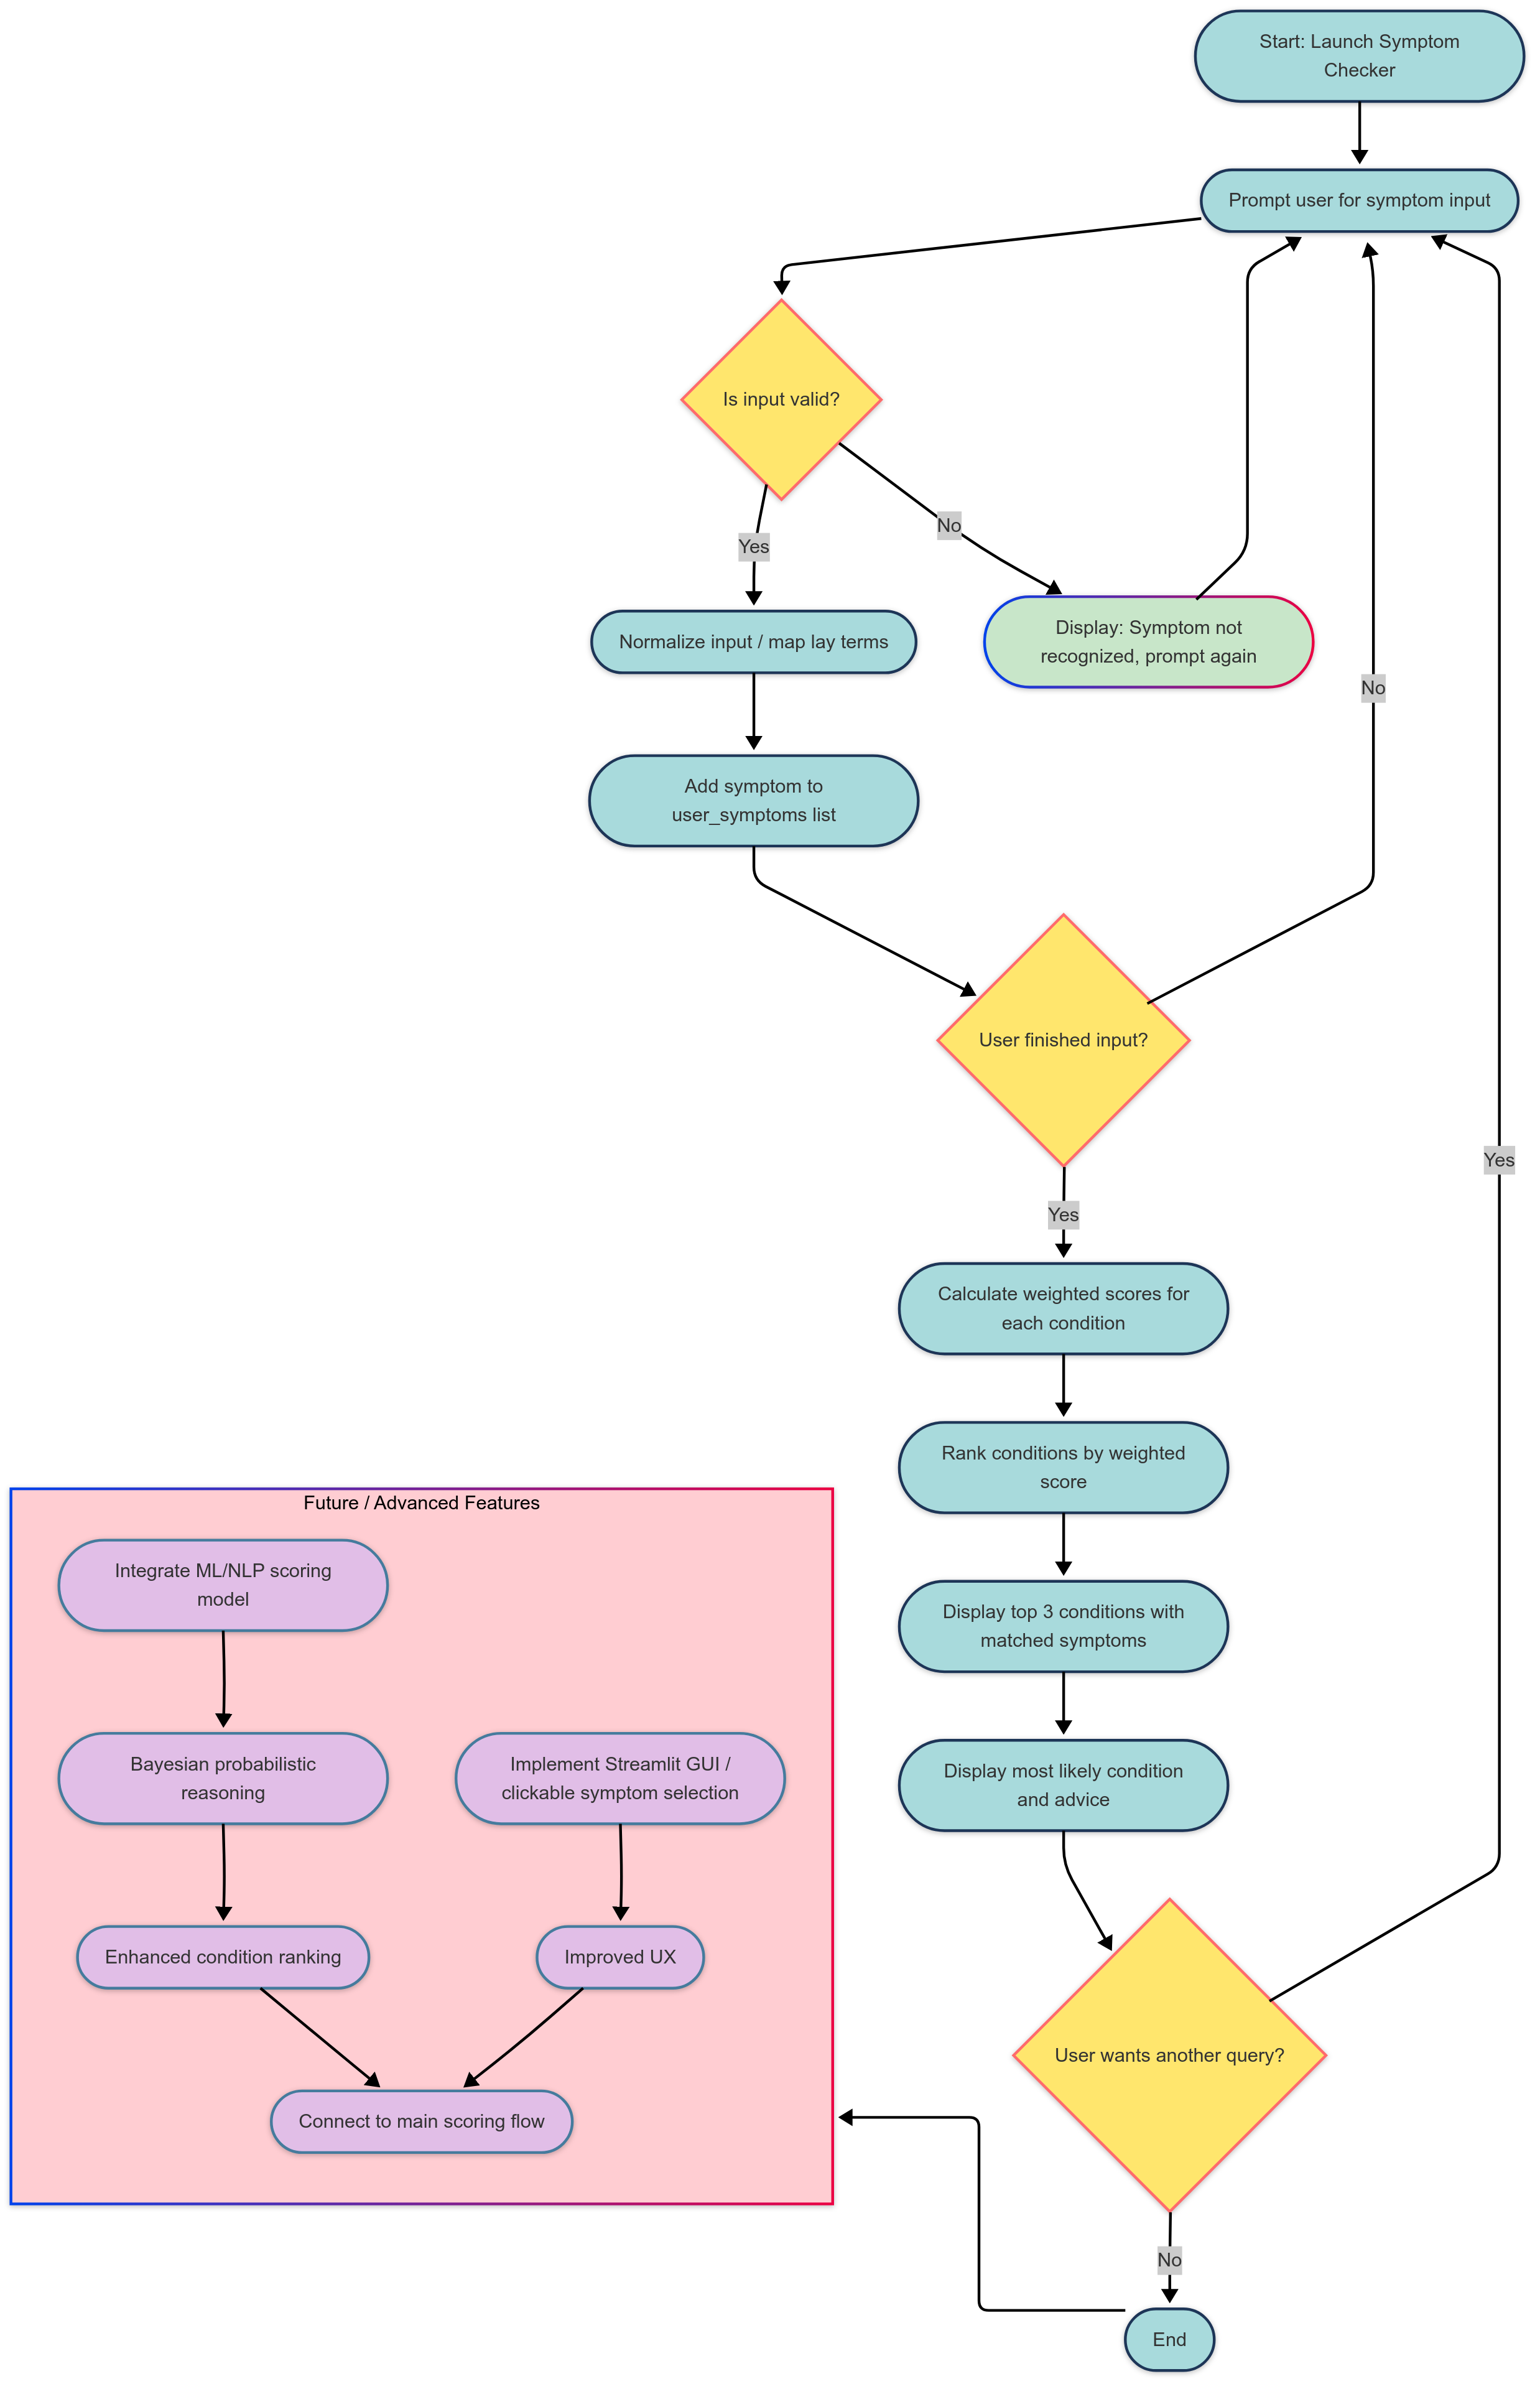 Start: Launch Symptom
Checker
Prompt user for symptom input
Is input valid?
No
Yes
Display: Symptom not
recognized, prompt again
Normalize input / map lay terms
No
Add symptom to
user_symptoms list
User finished input?
Yes
Yes
Calculate weighted scores for
each condition
Rank conditions by weighted
score
Display top 3 conditions with
matched symptoms
Display most likely condition
and advice
User wants another query?
No
End
Future / Advanced Features
Integrate ML/NLP scoring
model
Bayesian probabilistic
reasoning
Implement Streamlit GUI /
clickable symptom selection
Enhanced condition ranking
Improved UX
Connect to main scoring flow